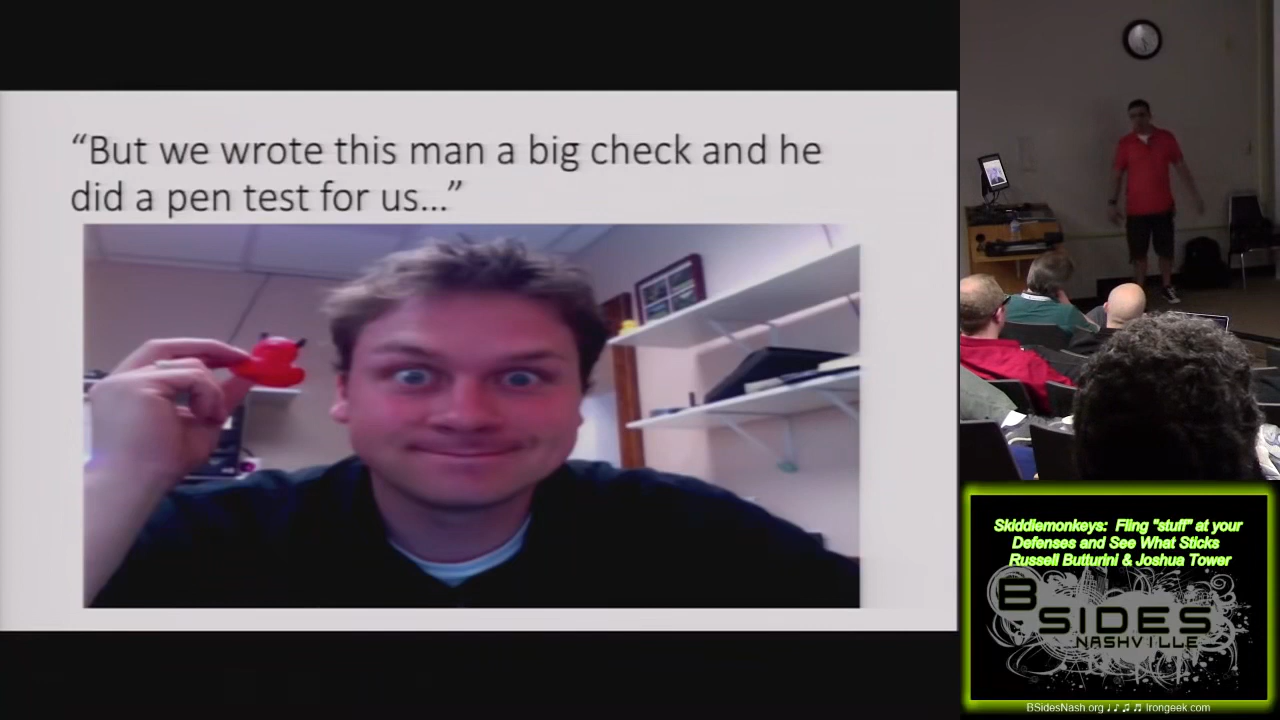 “But we wrote this man a big check and he
did a pen test for us...”
Skiddiemonkeys: Fling "stuff" at your
Defenses and See What Sticks
Russell Butturini & Joshua Tower
BSIDES
NASHVILLE
BSidesNash.org ♩ ♪ ♫ ♬ Irongeek.com